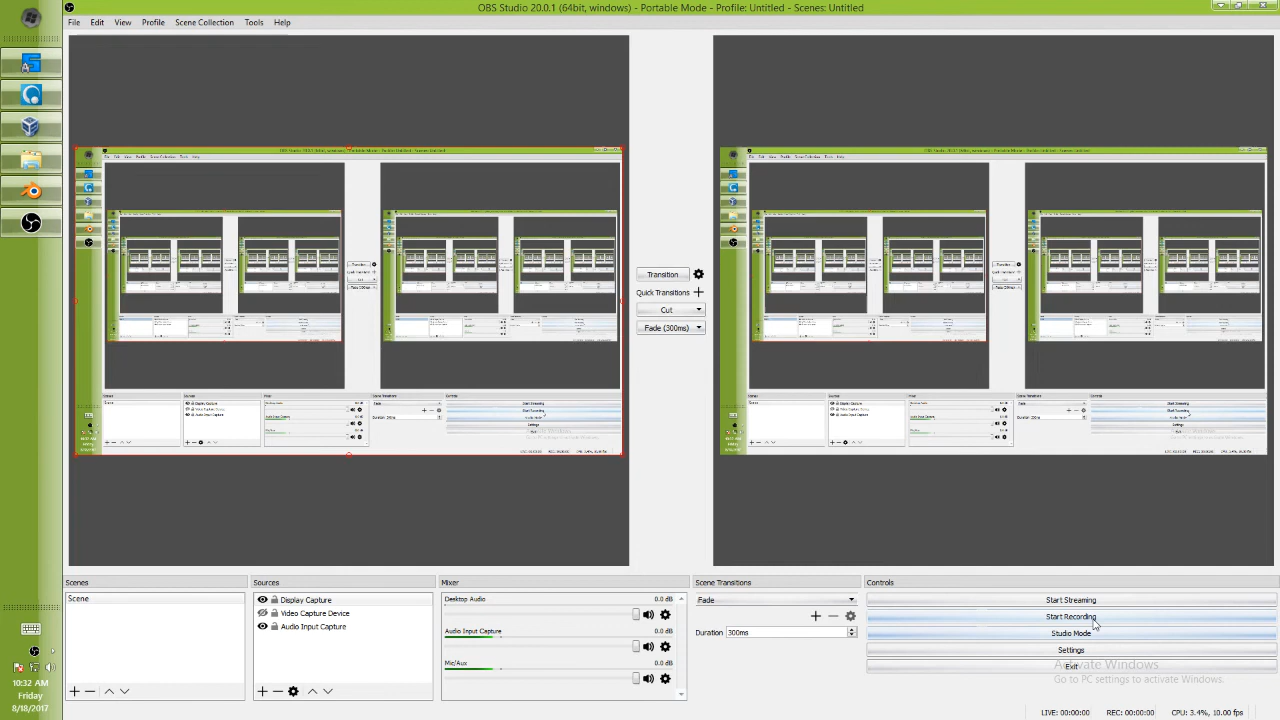 OBS Studio 20.0.1 (64bit, windows) - Portable Mode - Profile: Untitled - Scenes: Untitled
File Edit View Profile Scene Collection Tools Help
Transition
Quick Transitions
Cut
Fade (300ms)
Scenes
Scene
Sources
Display Capture
Video Capture Device
Audio Input Capture
Mixer
Desktop Audio 0.0 dB
Audio Input Capture 0.0 dB
Mic/Aux 0.0 dB
Scene Transitions
Fade
Duration 300ms
Controls
Start Streaming
Start Recording
Studio Mode
Settings
Exit
Activate Windows
Go to PC settings to activate Windows.
10:32 AM
Friday
8/18/2017
LIVE: 00:00:00 REC: 00:00:00 CPU: 3.4%, 10.00 fps